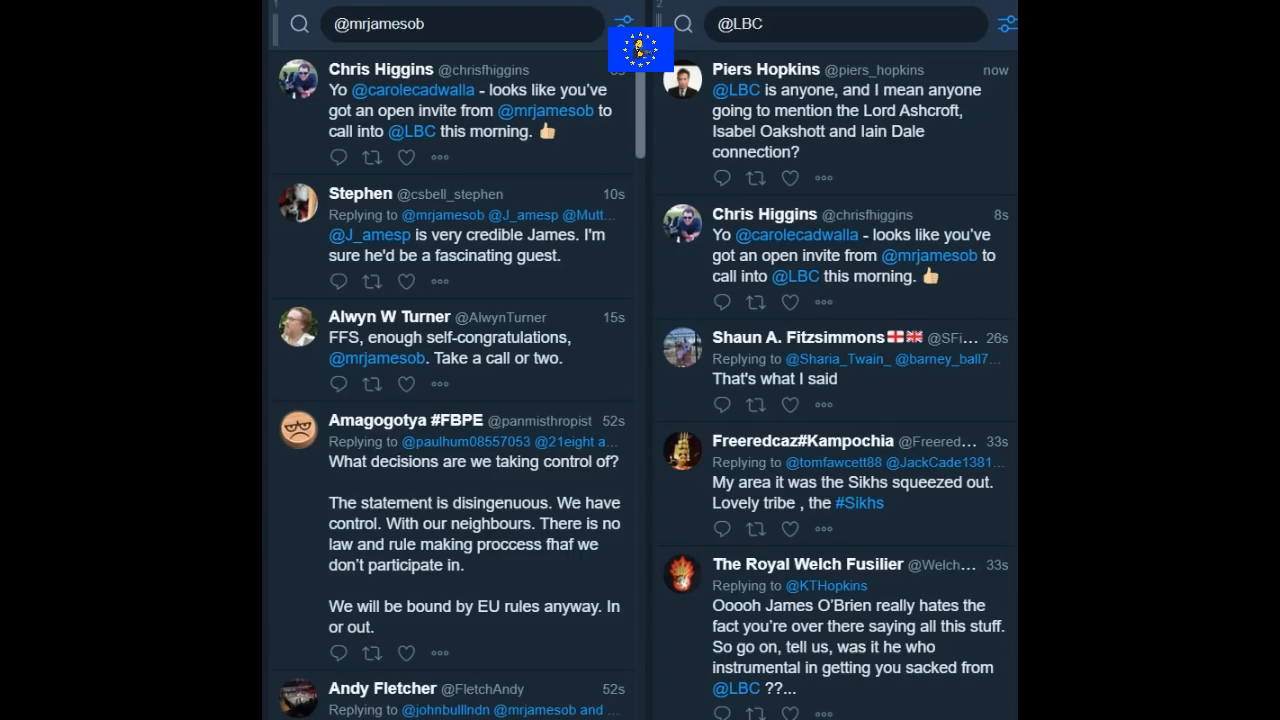 1
@mrjamesob
Chris Higgins @chrisfhiggins
Yo @carolecadwalla - looks like you've
got an open invite from @mrjamesob to
call into @LBC this morning. 👍🏼
Stephen @csbell_stephen 10s
Replying to @mrjamesob @J_amesp @Mutt...
@J_amesp is very credible James. I'm
sure he'd be a fascinating guest.
Alwyn W Turner @AlwynTurner 15s
FFS, enough self-congratulations,
@mrjamesob. Take a call or two.
Amagogotya #FBPE @panmisthropist 52s
Replying to @paulhum08557053 @21eight a...
What decisions are we taking control of?
The statement is disingenuous. We have
control. With our neighbours. There is no
law and rule making proccess fhaf we
don't participate in.
We will be bound by EU rules anyway. In
or out.
Andy Fletcher @FletchAndy 52s
Replying to @johnbulllndn @mrjamesob and ...
2
@LBC
Piers Hopkins @piers_hopkins now
@LBC is anyone, and I mean anyone
going to mention the Lord Ashcroft,
Isabel Oakshott and Iain Dale
connection?
Chris Higgins @chrisfhiggins 8s
Yo @carolecadwalla - looks like you've
got an open invite from @mrjamesob to
call into @LBC this morning. 👍🏼
Shaun A. Fitzsimmons🏴󠁧󠁢󠁥󠁮󠁧󠁿🇬🇧 @SFi... 26s
Replying to @Sharia_Twain_ @barney_ball7...
That's what I said
Freeredcaz#Kampochia @Freered... 33s
Replying to @tomfawcett88 @JackCade1381...
My area it was the Sikhs squeezed out.
Lovely tribe , the #Sikhs
The Royal Welch Fusilier @Welch... 33s
Replying to @KTHopkins
Ooooh James O'Brien really hates the
fact you're over there saying all this stuff.
So go on, tell us, was it he who
instrumental in getting you sacked from
@LBC ??...